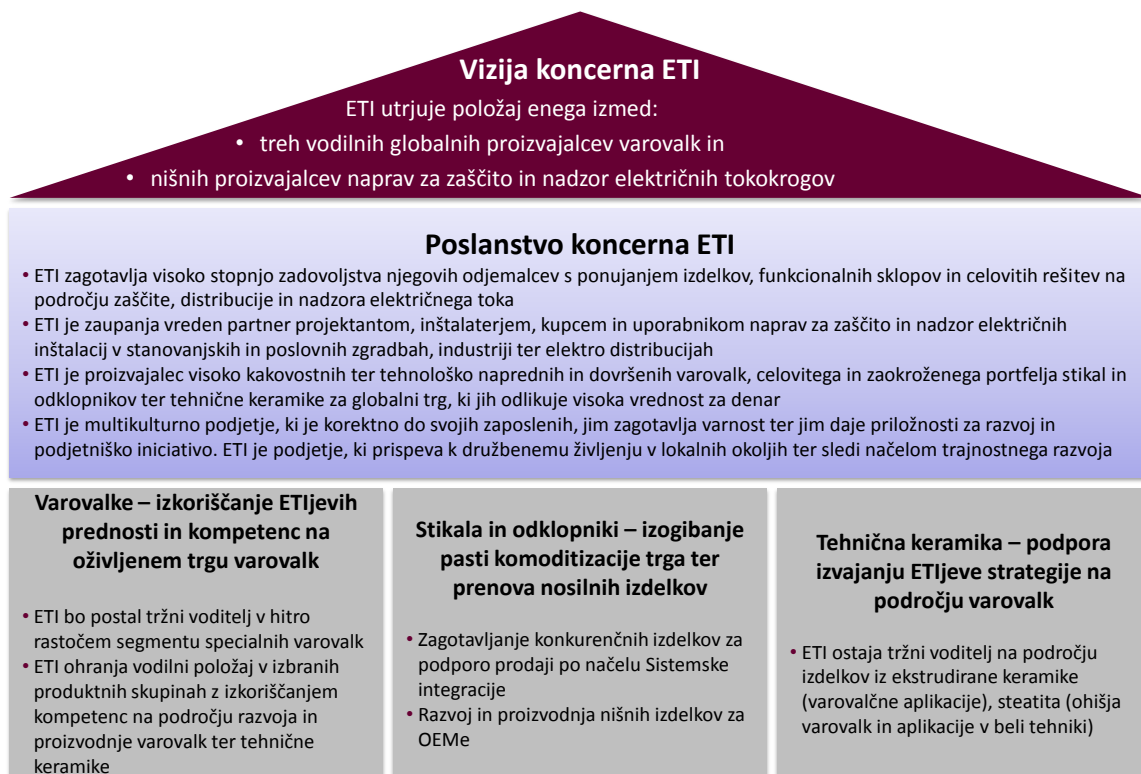 Vizija koncerna ETI
ETI utrjuje položaj enega izmed:
• treh vodilnih globalnih proizvajalcev varovalk in
• nišnih proizvajalcev naprav za zaščito in nadzor električnih tokokrogov
Poslanstvo koncerna ETI
• ETI zagotavlja visoko stopnjo zadovoljstva njegovih odjemalcev s ponujanjem izdelkov, funkcionalnih sklopov in celovitih rešitev na
področju zaščite, distribucije in nadzora električnega toka
• ETI je zaupanja vreden partner projektantom, inštalaterjem, kupcem in uporabnikom naprav za zaščito in nadzor električnih
inštalacij v stanovanjskih in poslovnih zgradbah, industriji ter elektro distribucijah
• ETI je proizvajalec visoko kakovostnih ter tehnološko naprednih in dovršenih varovalk, celovitega in zaokroženega portfelja stikal in
odklopnikov ter tehnične keramike za globalni trg, ki jih odlikuje visoka vrednost za denar
• ETI je multikulturno podjetje, ki je korektno do svojih zaposlenih, jim zagotavlja varnost ter jim daje priložnosti za razvoj in
podjetniško iniciativo. ETI je podjetje, ki prispeva k družbenemu življenju v lokalnih okoljih ter sledi načelom trajnostnega razvoja
Varovalke – izkoriščanje ETIjevih
prednosti in kompetenc na
oživljenem trgu varovalk
• ETI bo postal tržni voditelj v hitro
rastočem segmentu specialnih varovalk
• ETI ohranja vodilni položaj v izbranih
produktnih skupinah z izkoriščanjem
kompetenc na področju razvoja in
proizvodnje varovalk ter tehnične
keramike
Stikala in odklopniki – izogibanje
pasti komoditizacije trga ter
prenova nosilnih izdelkov
• Zagotavljanje konkurenčnih izdelkov za
podporo prodaji po načelu Sistemske
integracije
• Razvoj in proizvodnja nišnih izdelkov za
OEMe
Tehnična keramika – podpora
izvajanju ETIjeve strategije na
področju varovalk
• ETI ostaja tržni voditelj na področju
izdelkov iz ekstrudirane keramike
(varovalčne aplikacije), steatita (ohišja
varovalk in aplikacije v beli tehniki)